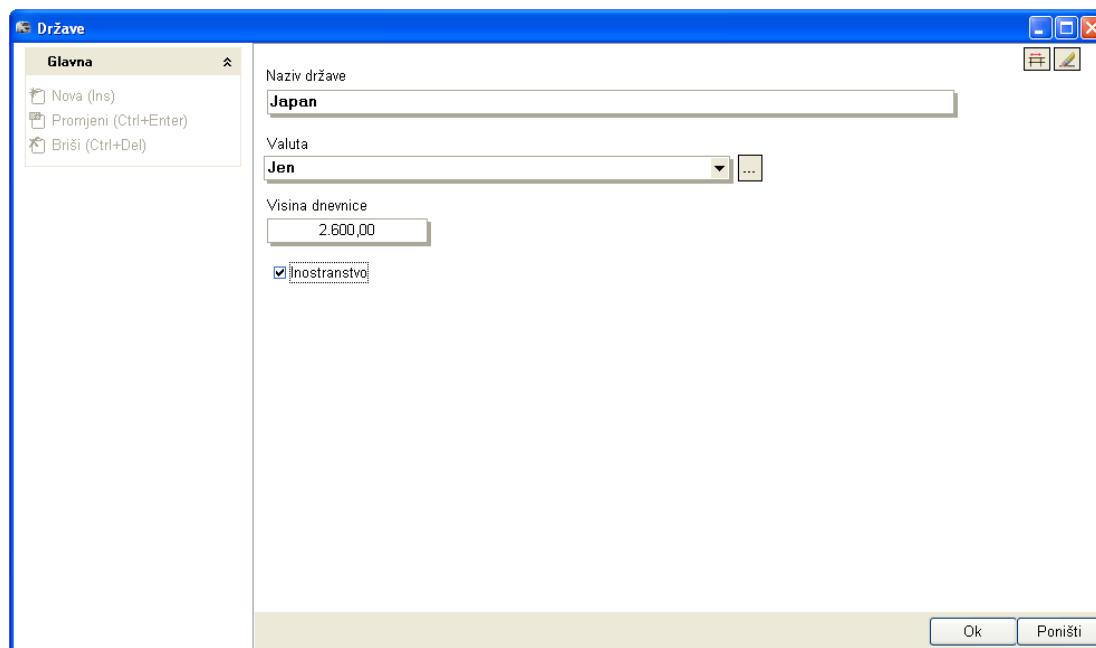 Države
Glavna
Nova (Ins)
Promjeni (Ctrl+Enter)
Briši (Ctrl+Del)
Naziv države
Japan
Valuta
Jen
...
Visina dnevnice
2.600,00
Inostranstvo
Ok
Poništi